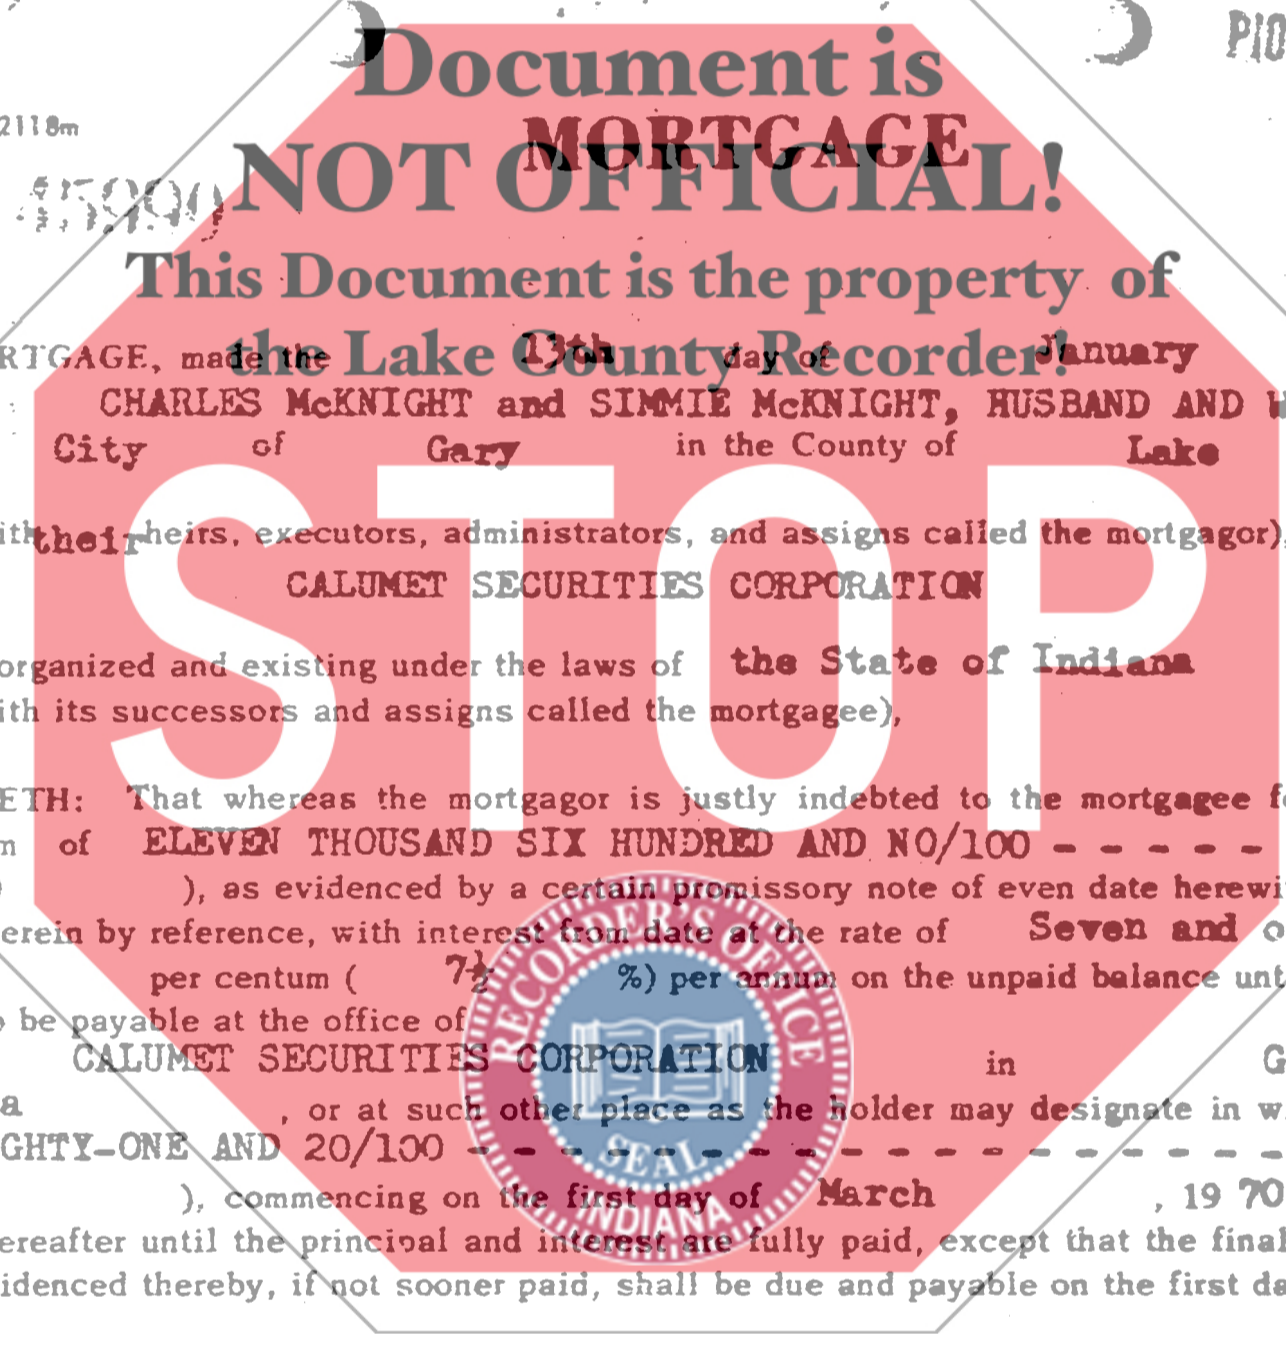 Document is
PIO
2118m
MORTGAGE
NOT OFFICIAL!
45990
This Document is the property of
the Lake County Recorder!
RTGAGE, made the 13th day of January
CHARLES McKNIGHT and SIMMIE McKNIGHT, HUSBAND AND
City of Gary in the County of Lake
STOP
ith their heirs, executors, administrators, and assigns called the mortgagor),
CALUMET SECURITIES CORPORATION
organized and existing under the laws of the State of Indiana
ith its successors and assigns called the mortgagee),
ETH: That whereas the mortgagor is justly indebted to the mortgagee f
n of ELEVEN THOUSAND SIX HUNDRED AND NO/100 - - - - -
), as evidenced by a certain promissory note of even date herewi
erein by reference, with interest from date at the rate of Seven and o
per centum ( 7½ %) per annum on the unpaid balance unt
be payable at the office of
CALUMET SECURITIES CORPORATION in G
a , or at such other place as the holder may designate in w
GHTY-ONE AND 20/100 - - - - - - - - - - - - - - - - - -
), commencing on the first day of March , 19 70
ereafter until the principal and interest are fully paid, except that the final
idenced thereby, if not sooner paid, shall be due and payable on the first da
RECORDER'S OFFICE
SEAL
INDIANA